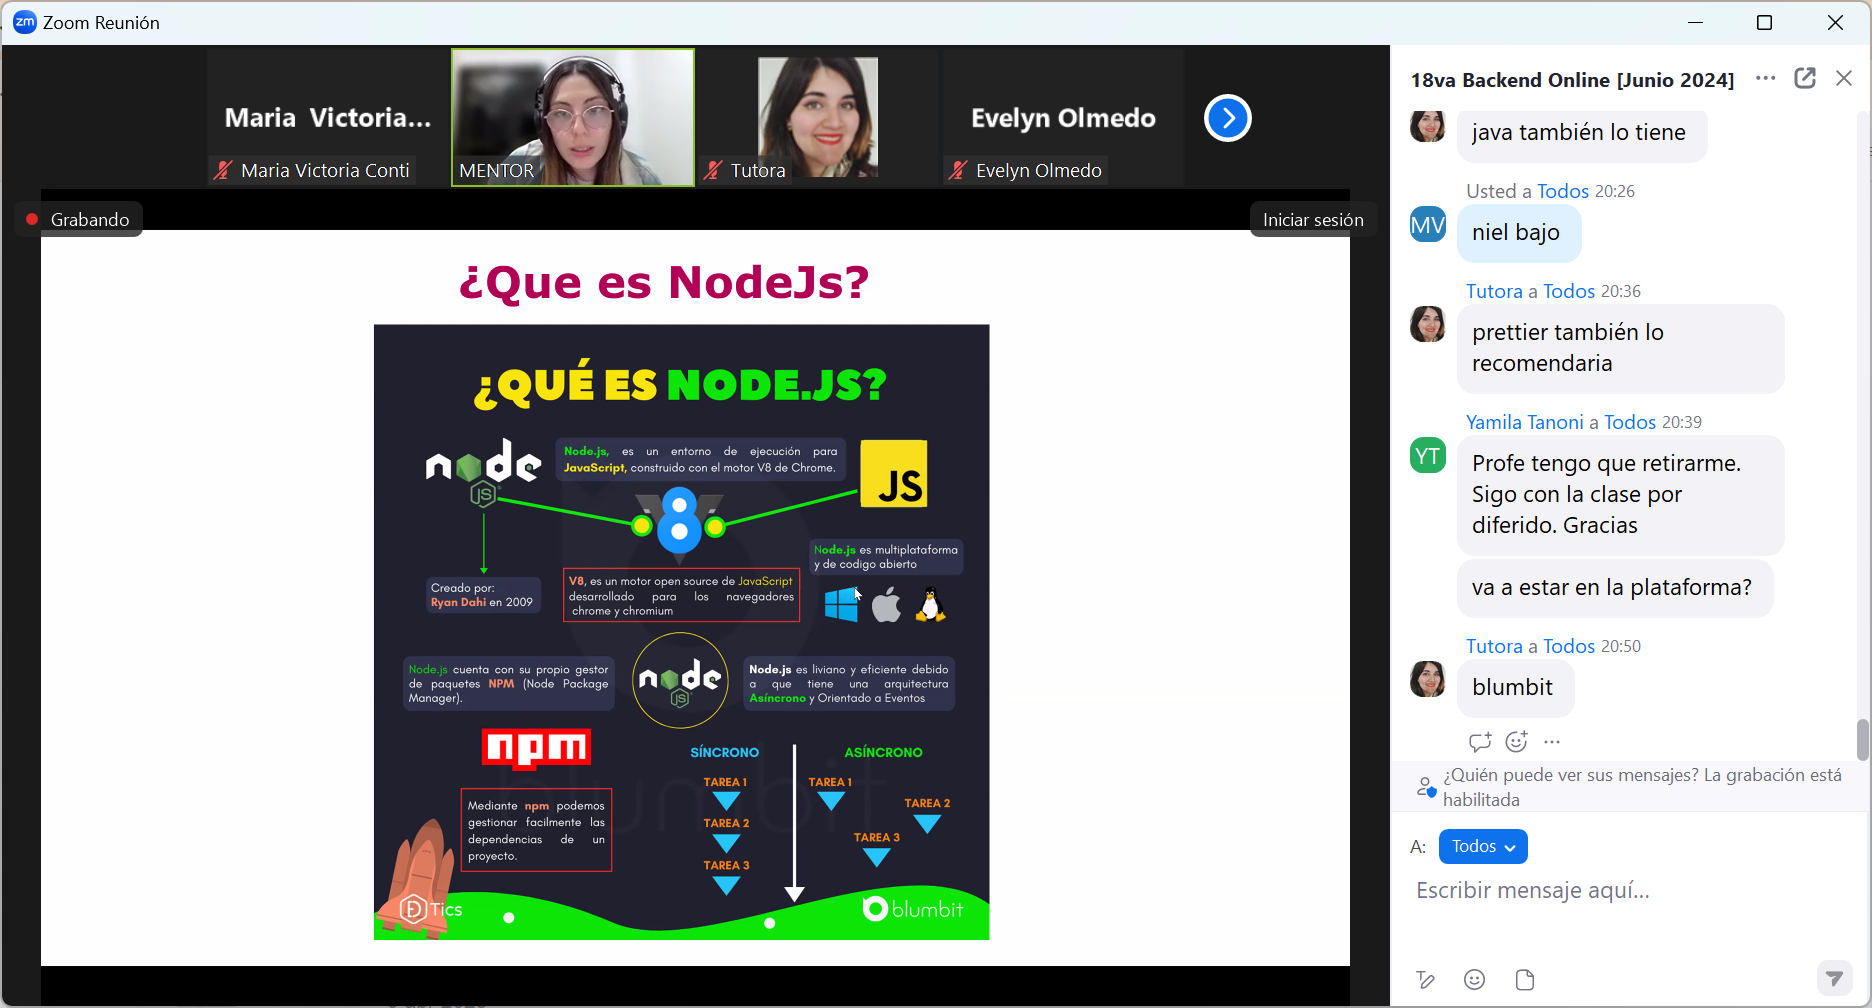 zm Zoom Reunión
Maria Victoria...
Maria Victoria Conti
MENTOR
Tutora
Evelyn Olmedo
Evelyn Olmedo
Grabando
Iniciar sesión
¿Que es NodeJs?
¿QUÉ ES NODE.JS?
node
JS
Node.js, es un entorno de ejecución para
JavaScript, construido con el motor V8 de Chrome.
JS
8
Node.js es multiplataforma
y de codigo abierto
Creado por:
Ryan Dahi en 2009
V8, es un motor open source de JavaScript
desarrollado para los navegadores
chrome y chromium
Node.js cuenta con su propio gestor
de paquetes NPM (Node Package
Manager).
node
JS
Node.js es liviano y eficiente debido
a que tiene una arquitectura
Asíncrono y Orientado a Eventos
npm
Mediante npm podemos
gestionar facilmente las
dependencias de un
proyecto.
SÍNCRONO
TAREA 1
TAREA 2
TAREA 3
ASÍNCRONO
TAREA 1
TAREA 2
TAREA 3
blumbit
Tics
blumbit
18va Backend Online [Junio 2024]
java también lo tiene
Usted a Todos 20:26
MV
niel bajo
Tutora a Todos 20:36
prettier también lo
recomendaria
Yamila Tanoni a Todos 20:39
YT
Profe tengo que retirarme.
Sigo con la clase por
diferido. Gracias
va a estar en la plataforma?
Tutora a Todos 20:50
blumbit
¿Quién puede ver sus mensajes? La grabación está
habilitada
A: Todos
Escribir mensaje aquí...